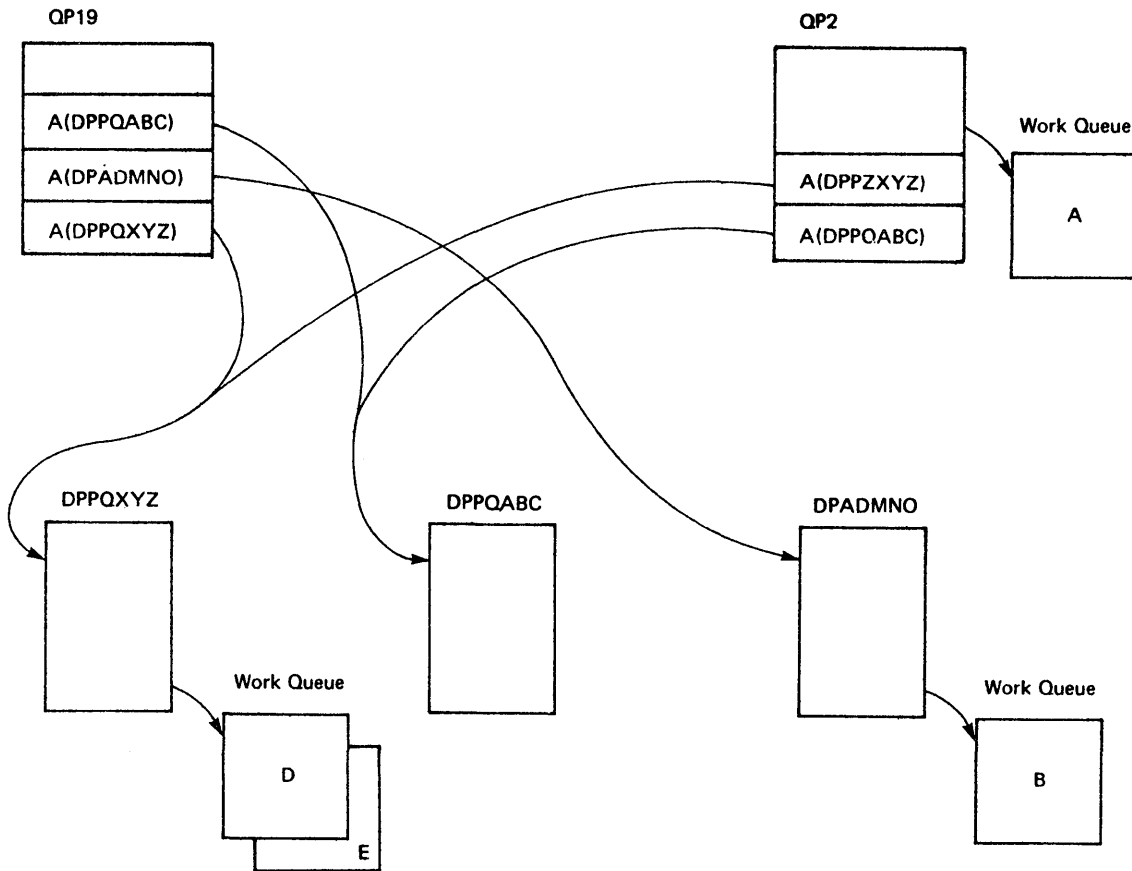 QP19
QP2
A(DPPQABC)
A(DPADMNO)
A(DPPQXYZ)
A(DPPZXYZ)
A(DPPQABC)
Work Queue
A
DPPQXYZ
DPPQABC
DPADMNO
Work Queue
D
E
Work Queue
B